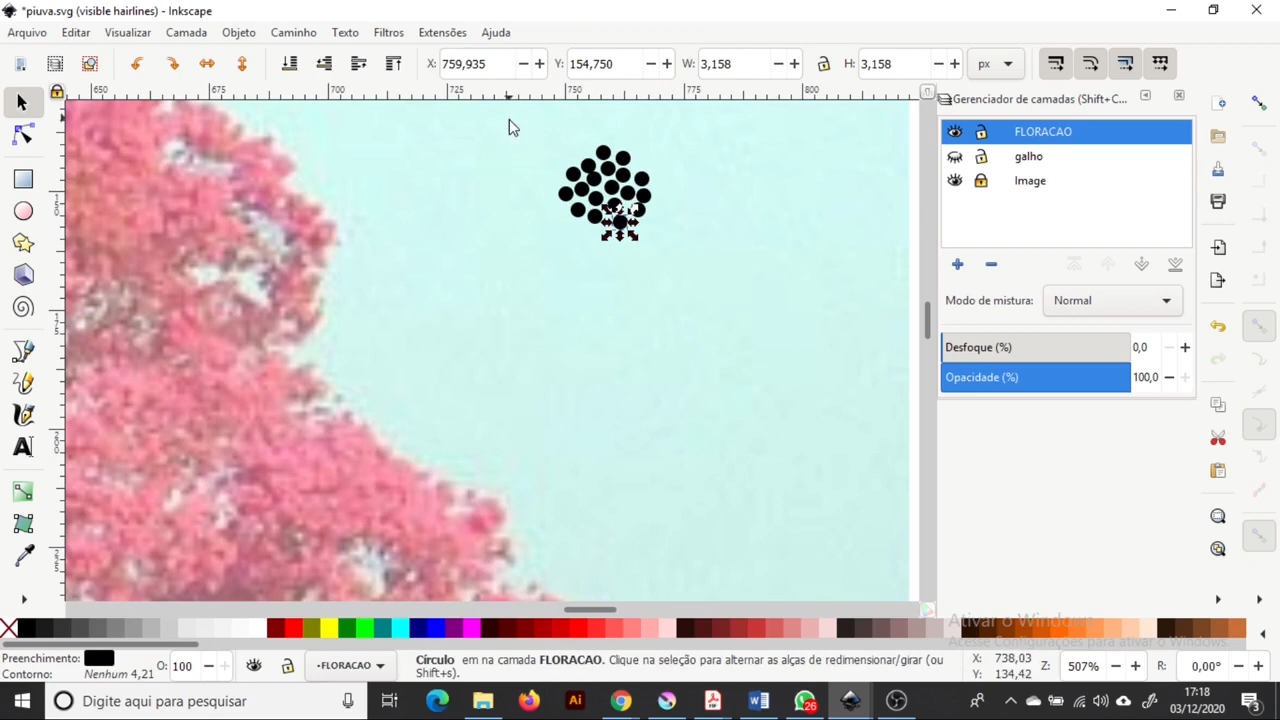 *piuva.svg (visible hairlines) - Inkscape
Arquivo Editar Visualizar Camada Objeto Caminho Texto Filtros Extensões Ajuda
X: 759,935 Y: 154,750 W: 3,158 H: 3,158 px
650 675 700 725 750 775 800
Gerenciador de camadas (Shift+C...
FLORACAO
galho
Image
Modo de mistura: Normal
Desfoque (%) 0,0
Opacidade (%) 100,0
Ativar o Windows
Acesse Configurações para ativar o Windows.
Preenchimento:
Contorno: Nenhum 4,21
O: 100
•FLORACAO
Círculo em na camada FLORACAO. Clique na seleção para alternar as alças de redimensionar/girar (ou Shift+s).
X: 738,03
Y: 134,42
Z: 507%
R: 0,00°
Digite aqui para pesquisar
Ai
26
17:18
03/12/2020
3